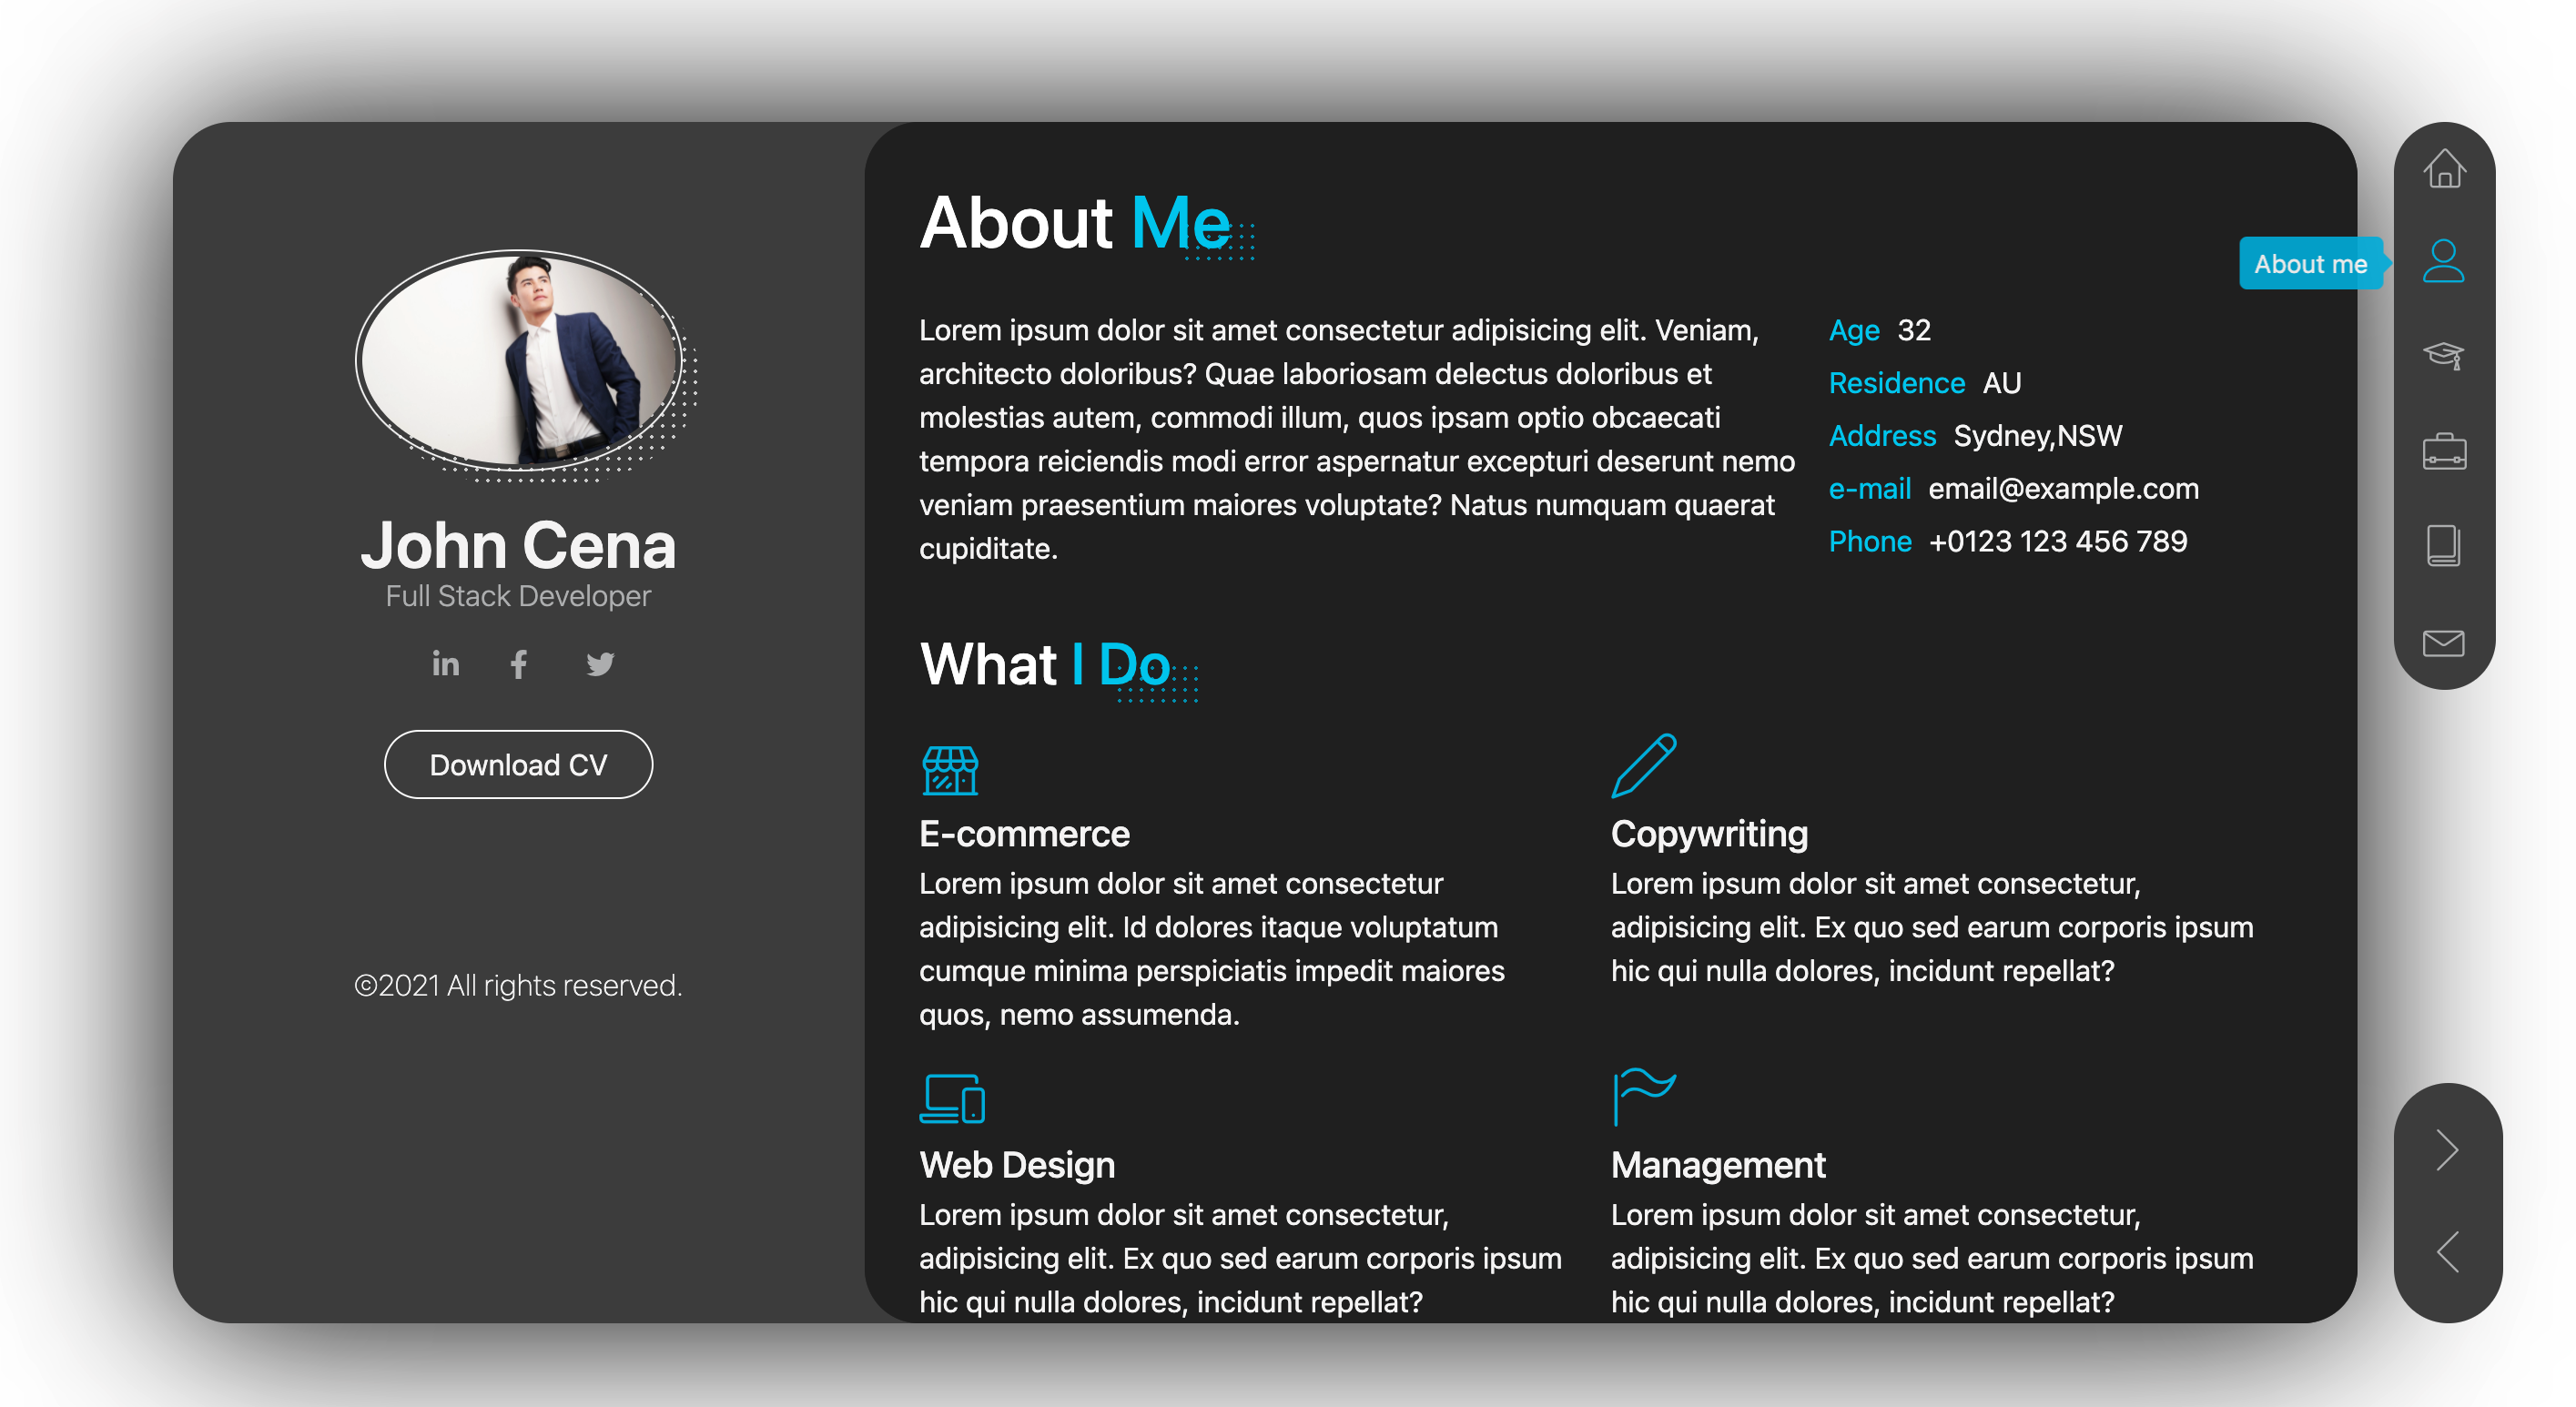 John Cena
Full Stack Developer
Download CV
©2021 All rights reserved.
About Me
Lorem ipsum dolor sit amet consectetur adipisicing elit. Veniam,
architecto doloribus? Quae laboriosam delectus doloribus et
molestias autem, commodi illum, quos ipsam optio obcaecati
tempora reiciendis modi error aspernatur excepturi deserunt nemo
veniam praesentium maiores voluptate? Natus numquam quaerat
cupiditate.
Age 32
Residence AU
Address Sydney,NSW
e-mail email@example.com
Phone +0123 123 456 789
What I Do
E-commerce
Lorem ipsum dolor sit amet consectetur
adipisicing elit. Id dolores itaque voluptatum
cumque minima perspiciatis impedit maiores
quos, nemo assumenda.
Copywriting
Lorem ipsum dolor sit amet consectetur,
adipisicing elit. Ex quo sed earum corporis ipsum
hic qui nulla dolores, incidunt repellat?
Web Design
Lorem ipsum dolor sit amet consectetur,
adipisicing elit. Ex quo sed earum corporis ipsum
hic qui nulla dolores, incidunt repellat?
Management
Lorem ipsum dolor sit amet consectetur,
adipisicing elit. Ex quo sed earum corporis ipsum
hic qui nulla dolores, incidunt repellat?
About me